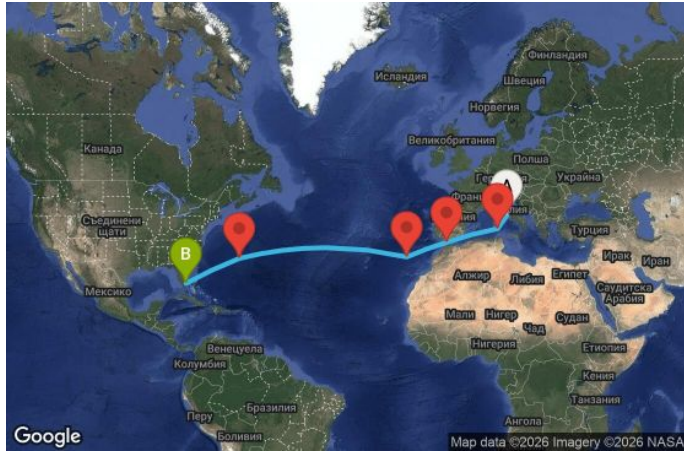 Финландия
Исландия
Швеция
Норвегия
Великобритания
Канада
Полша
Украйна
A
Съединени
щати
B
Турция
Ирак
Иран
Алжир
Либия
Египет
Саудитска
Арабия
Мексико
Мали
Нигер
Чад
Судан
Нигерия
Етиопия
Венецуела
Колумбия
Кения
Танзания
Перу
Бразилия
Ангола
Боливия
Google
Map data ©2026 Imagery ©2026 NASA